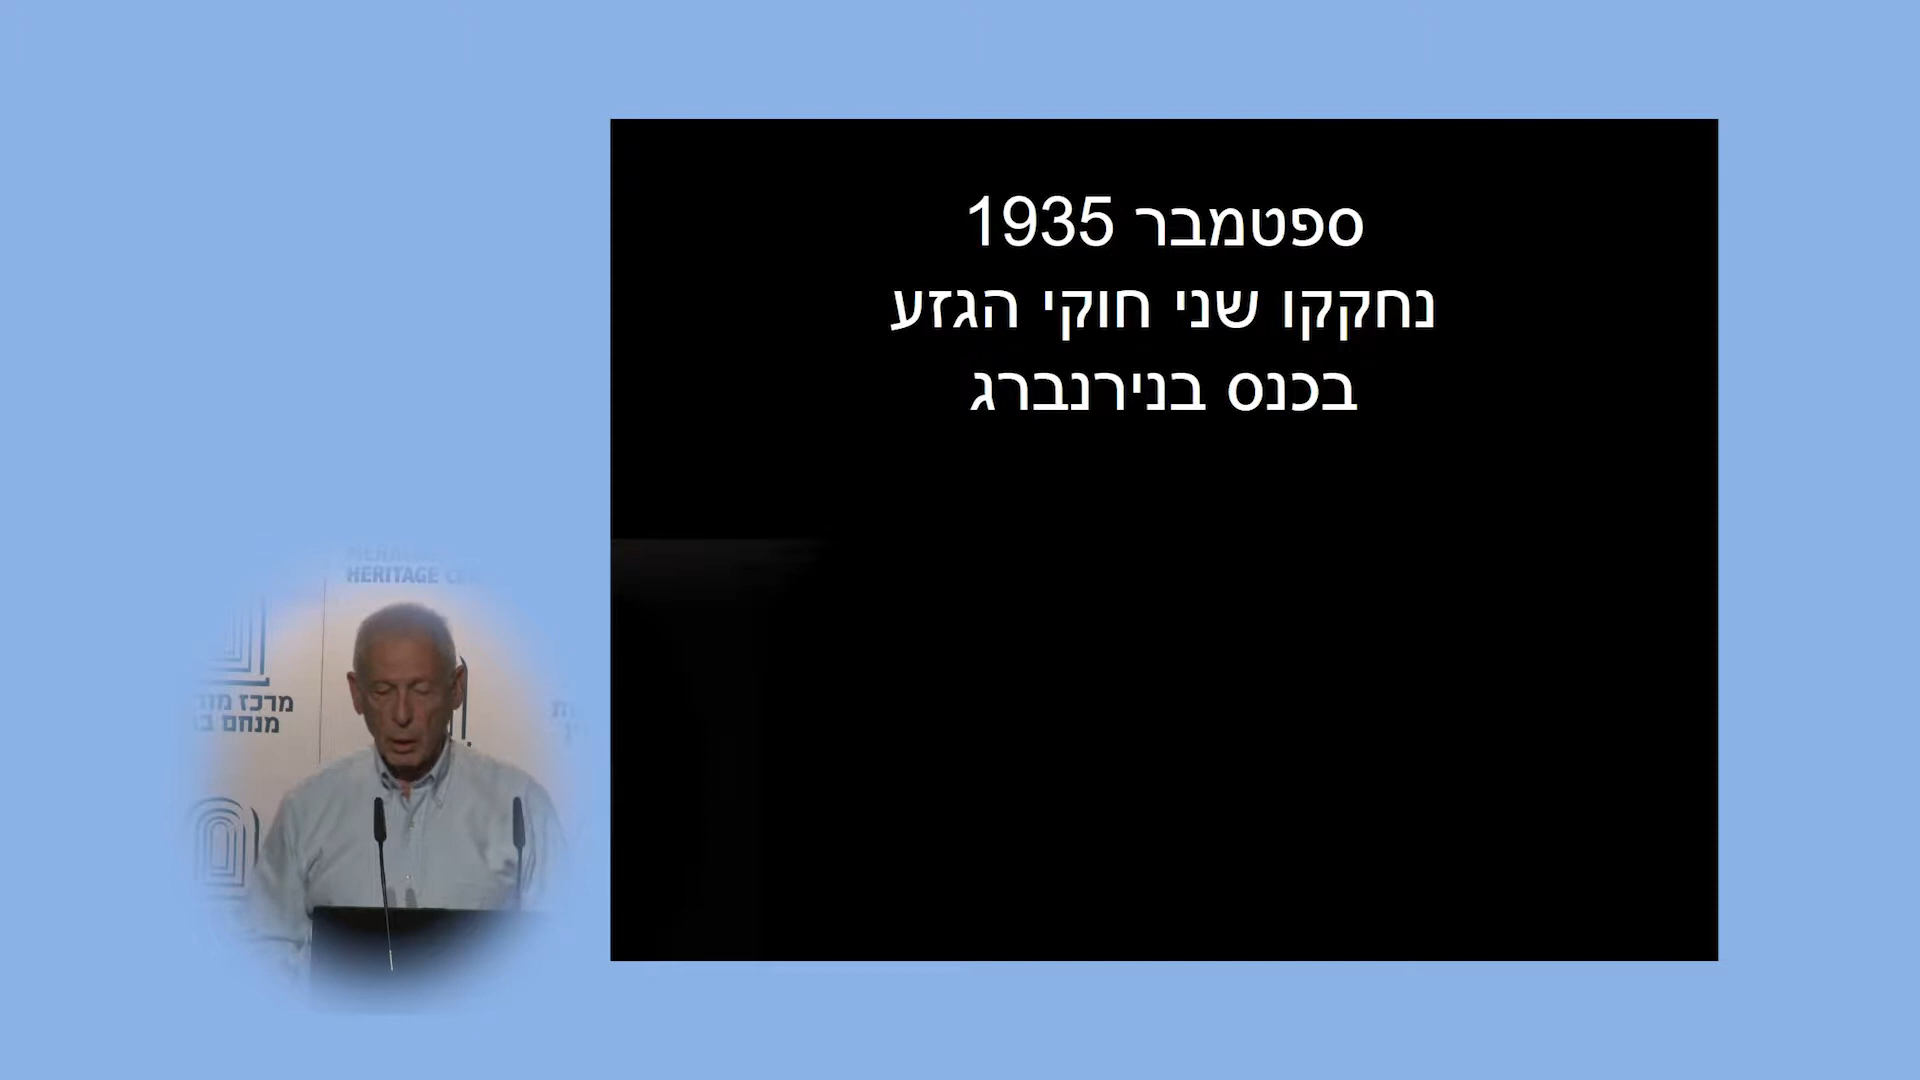 ספטמבר 1935
נחקקו שני חוקי הגזע
בכנס בנירנברג
HERITAGE
מרכז
מנחם